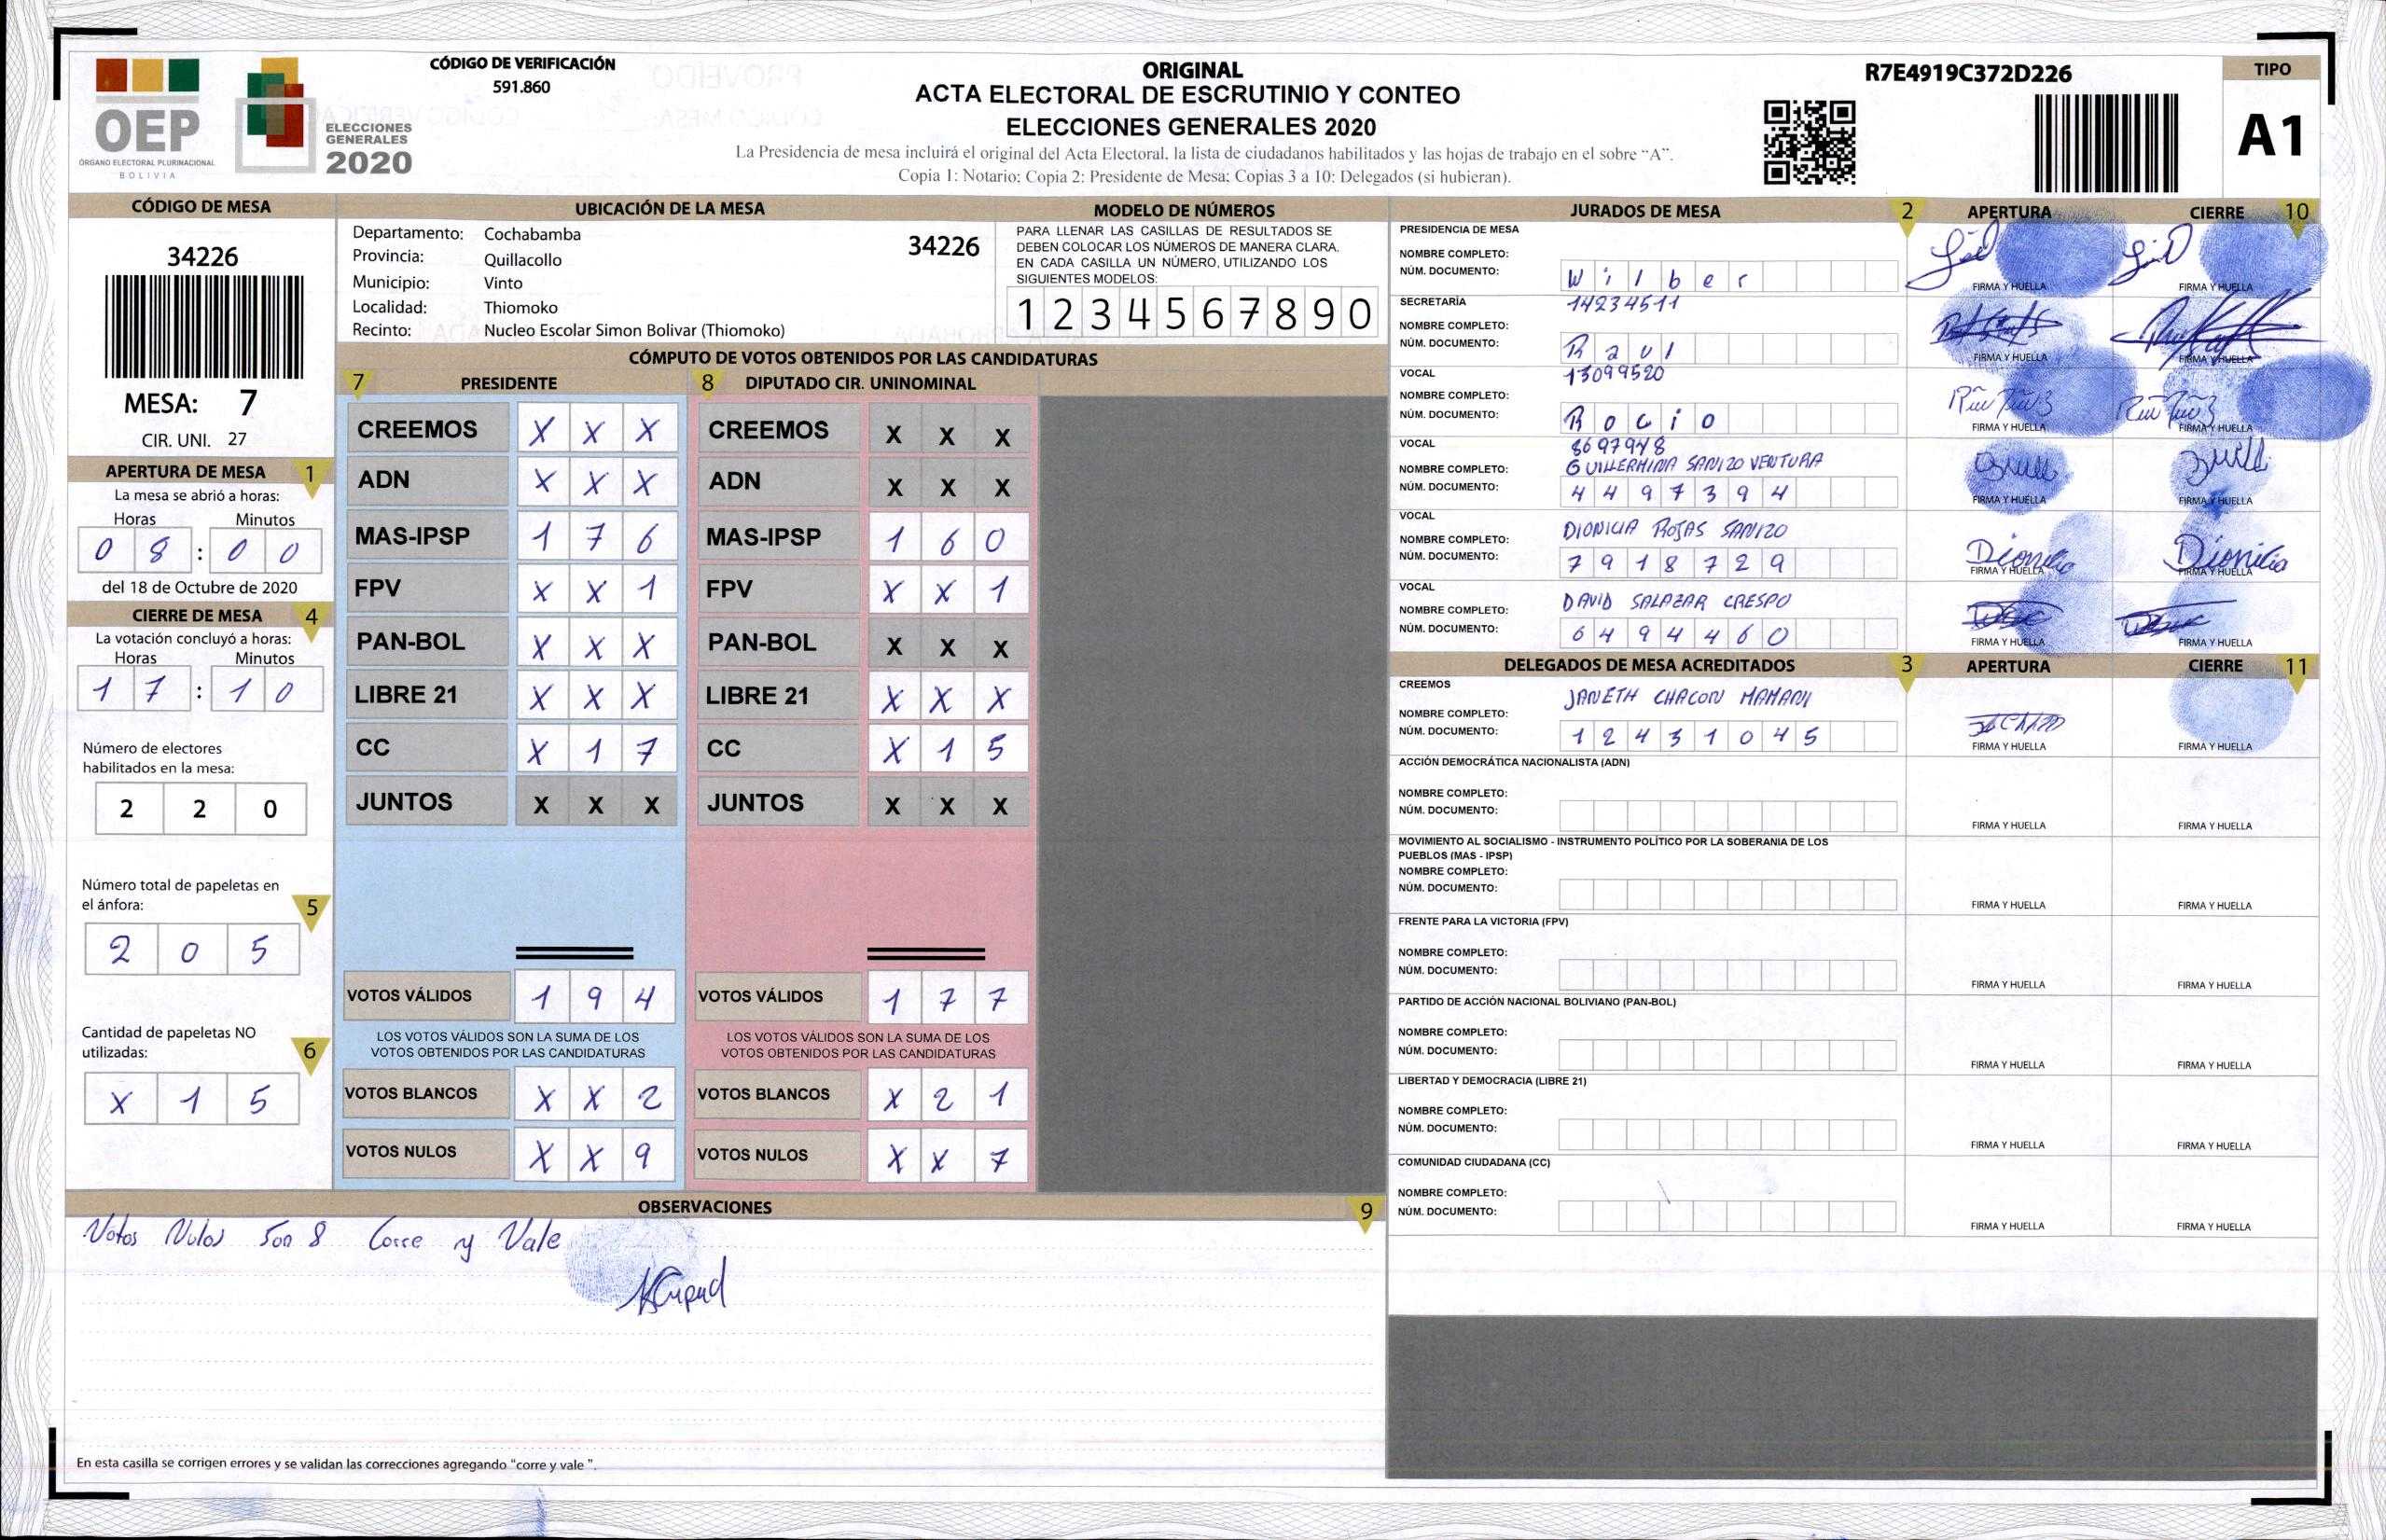 CÓDIGO DE VERIFICACIÓN
591.860
OEP
ÓRGANO ELECTORAL PLURINACIONAL
BOLIVIA
ELECCIONES
GENERALES
2020
ORIGINAL
ACTA ELECTORAL DE ESCRUTINIO Y CONTEO
ELECCIONES GENERALES 2020
La Presidencia de mesa incluirá el original del Acta Electoral, la lista de ciudadanos habilitados y las hojas de trabajo en el sobre “A”.
Copia 1: Notario; Copia 2: Presidente de Mesa; Copias 3 a 10: Delegados (si hubieran).
R7E4919C372D226
TIPO
A1
CÓDIGO DE MESA
34226
MESA: 7
CIR. UNI. 27
APERTURA DE MESA 1
La mesa se abrió a horas:
Horas Minutos
0 8 : 0 0
del 18 de Octubre de 2020
CIERRE DE MESA 4
La votación concluyó a horas:
Horas Minutos
1 7 : 1 0
Número de electores
habilitados en la mesa:
2 2 0
Número total de papeletas en
el ánfora: 5
2 0 5
Cantidad de papeletas NO
utilizadas: 6
X 1 5
UBICACIÓN DE LA MESA
Departamento: Cochabamba 34226
Provincia: Quillacollo
Municipio: Vinto
Localidad: Thiomoko
Recinto: Nucleo Escolar Simon Bolivar (Thiomoko)
MODELO DE NÚMEROS
PARA LLENAR LAS CASILLAS DE RESULTADOS SE
DEBEN COLOCAR LOS NÚMEROS DE MANERA CLARA.
EN CADA CASILLA UN NÚMERO, UTILIZANDO LOS
SIGUIENTES MODELOS:
1 2 3 4 5 6 7 8 9 0
CÓMPUTO DE VOTOS OBTENIDOS POR LAS CANDIDATURAS
7 PRESIDENTE 8 DIPUTADO CIR. UNINOMINAL
CREEMOS X X X CREEMOS X X X
ADN X X X ADN X X X
MAS-IPSP 1 7 6 MAS-IPSP 1 6 0
FPV X X 1 FPV X X 1
PAN-BOL X X X PAN-BOL X X X
LIBRE 21 X X X LIBRE 21 X X X
CC X 1 7 CC X 1 5
JUNTOS X X X JUNTOS X X X
VOTOS VÁLIDOS 1 9 4 VOTOS VÁLIDOS 1 7 7
LOS VOTOS VÁLIDOS SON LA SUMA DE LOS LOS VOTOS VÁLIDOS SON LA SUMA DE LOS
VOTOS OBTENIDOS POR LAS CANDIDATURAS VOTOS OBTENIDOS POR LAS CANDIDATURAS
VOTOS BLANCOS X X 2 VOTOS BLANCOS X 2 1
VOTOS NULOS X X 9 VOTOS NULOS X X 7
OBSERVACIONES 9
Votos Nulos Son 8 Corre y Vale
En esta casilla se corrigen errores y se validan las correcciones agregando "corre y vale ".
JURADOS DE MESA 2 APERTURA CIERRE 10
PRESIDENCIA DE MESA
NOMBRE COMPLETO:
NÚM. DOCUMENTO: W i l b e r
FIRMA Y HUELLA FIRMA Y HUELLA
SECRETARÍA 14234511
NOMBRE COMPLETO:
NÚM. DOCUMENTO: R a u l
FIRMA Y HUELLA FIRMA Y HUELLA
VOCAL 13099520
NOMBRE COMPLETO:
NÚM. DOCUMENTO: R o c i o
FIRMA Y HUELLA FIRMA Y HUELLA
VOCAL 8697948
NOMBRE COMPLETO: GUILLERMINA SANIZO VENTURA
NÚM. DOCUMENTO: 4 4 9 7 3 9 4
FIRMA Y HUELLA FIRMA Y HUELLA
VOCAL
NOMBRE COMPLETO: DIONICIA ROJAS SANIZO
NÚM. DOCUMENTO: 7 9 1 8 7 2 9
Dionicia Dionicia
FIRMA Y HUELLA FIRMA Y HUELLA
VOCAL
NOMBRE COMPLETO: DAVID SALAZAR CRESPO
NÚM. DOCUMENTO: 6 4 9 4 4 6 0
FIRMA Y HUELLA FIRMA Y HUELLA
DELEGADOS DE MESA ACREDITADOS 3 APERTURA CIERRE 11
CREEMOS
NOMBRE COMPLETO: JANETH CHACON MAMANI
NÚM. DOCUMENTO: 1 2 4 3 1 0 4 5
FIRMA Y HUELLA FIRMA Y HUELLA
ACCIÓN DEMOCRÁTICA NACIONALISTA (ADN)
NOMBRE COMPLETO:
NÚM. DOCUMENTO:
FIRMA Y HUELLA FIRMA Y HUELLA
MOVIMIENTO AL SOCIALISMO - INSTRUMENTO POLÍTICO POR LA SOBERANIA DE LOS
PUEBLOS (MAS - IPSP)
NOMBRE COMPLETO:
NÚM. DOCUMENTO:
FIRMA Y HUELLA FIRMA Y HUELLA
FRENTE PARA LA VICTORIA (FPV)
NOMBRE COMPLETO:
NÚM. DOCUMENTO:
FIRMA Y HUELLA FIRMA Y HUELLA
PARTIDO DE ACCIÓN NACIONAL BOLIVIANO (PAN-BOL)
NOMBRE COMPLETO:
NÚM. DOCUMENTO:
FIRMA Y HUELLA FIRMA Y HUELLA
LIBERTAD Y DEMOCRACIA (LIBRE 21)
NOMBRE COMPLETO:
NÚM. DOCUMENTO:
FIRMA Y HUELLA FIRMA Y HUELLA
COMUNIDAD CIUDADANA (CC)
NOMBRE COMPLETO:
NÚM. DOCUMENTO:
FIRMA Y HUELLA FIRMA Y HUELLA